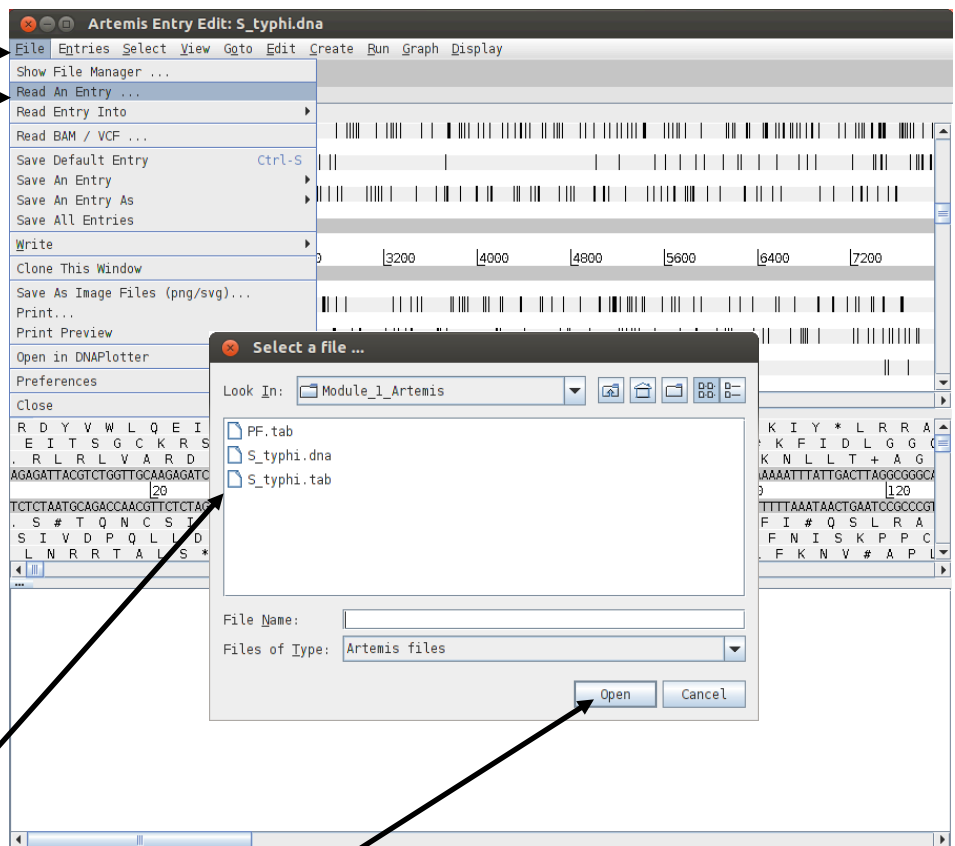 Artemis Entry Edit: S_typhi.dna
File Entries Select View Goto Edit Create Run Graph Display
Show File Manager ...
Read An Entry ...
Read Entry Into
Read BAM / VCF ...
Save Default Entry Ctrl-S
Save An Entry
Save An Entry As
Save All Entries
Write
3200 4000 4800 5600 6400 7200
Clone This Window
Save As Image Files (png/svg)...
Print...
Print Preview
Open in DNAPlotter
Preferences
Close
Select a file ...
Look In: Module_1_Artemis
PF.tab
S_typhi.dna
S_typhi.tab
File Name:
Files of Type: Artemis files
Open Cancel
R D Y V W L Q E I K I Y * L R R A
E I T S G C K R S K F I D L G G
. R L R L V A R D K N L L T + A G
AGAGATTACGTCTGGTTGCAAGAGATC AAAATTTATTGACTTAGGCGGGCA
20 120
TCTCTAATGCAGACCAACGTTCTCTAG TTTTAAATAACTGAATCCGCCCGT
. S # T Q N C S I F I # Q S L R A
S I V D P Q L L D F N I S K P P C
L N R R T A L S * F K N V # A P